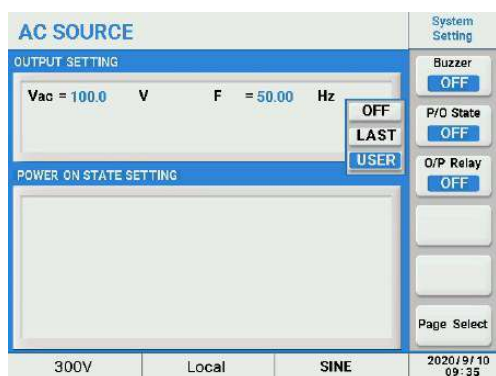 AC SOURCE
System
Setting
OUTPUT SETTING
Vac = 100.0 V F = 50.00 Hz
OFF
LAST
USER
POWER ON STATE SETTING
Buzzer
OFF
P/O State
OFF
O/P Relay
OFF
Page Select
300V Local SINE
2020/9/10
09:35